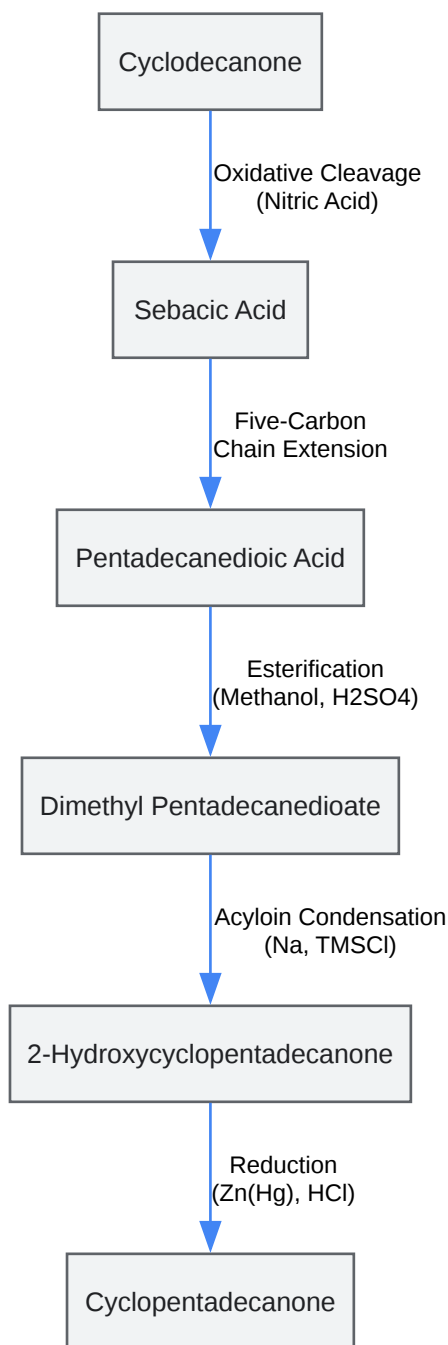 Cyclodecanone
Oxidative Cleavage
(Nitric Acid)
Sebacic Acid
Five-Carbon
Chain Extension
Pentadecanedioic Acid
Esterification
(Methanol, H2SO4)
Dimethyl Pentadecanedioate
Acyloin Condensation
(Na, TMSCl)
2-Hydroxycyclopentadecanone
Reduction
(Zn(Hg), HCl)
Cyclopentadecanone